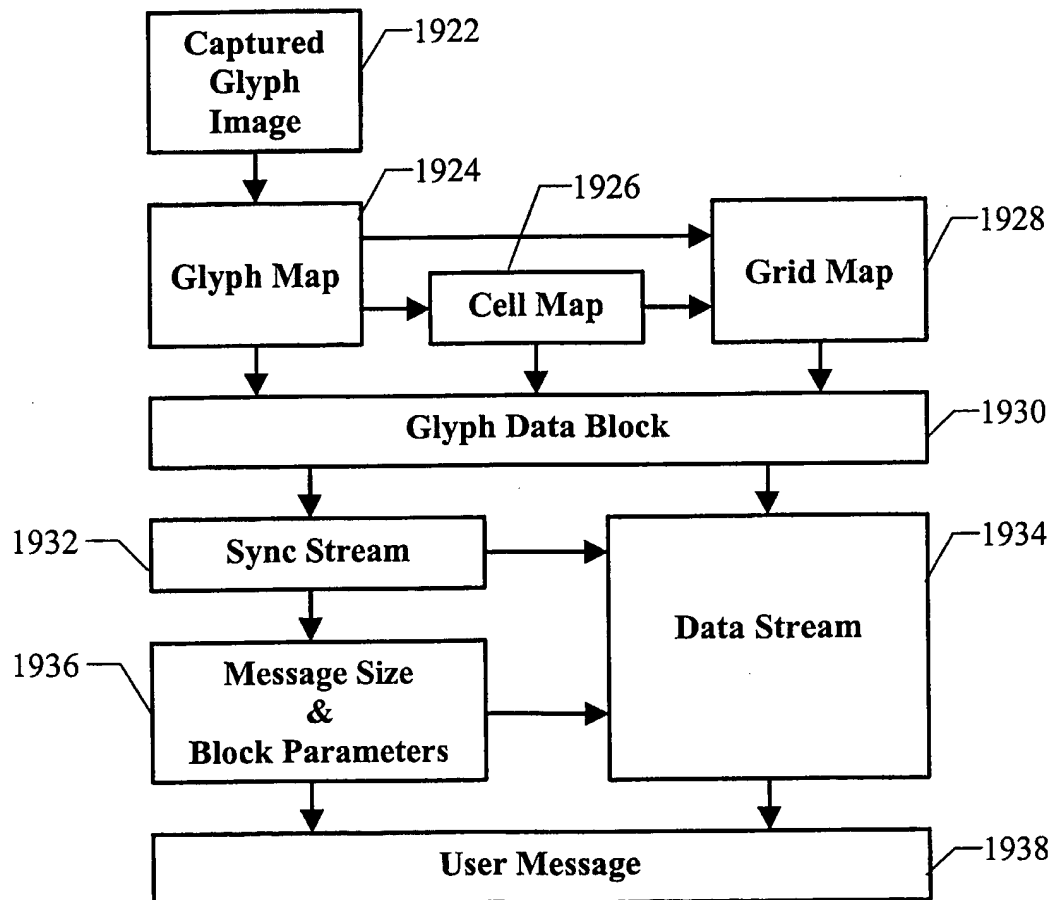 Captured
Glyph
Image
1922
1924
1926
1928
Glyph Map
Cell Map
Grid Map
Glyph Data Block
1930
1932
Sync Stream
1934
Data Stream
1936
Message Size
&
Block Parameters
User Message
1938